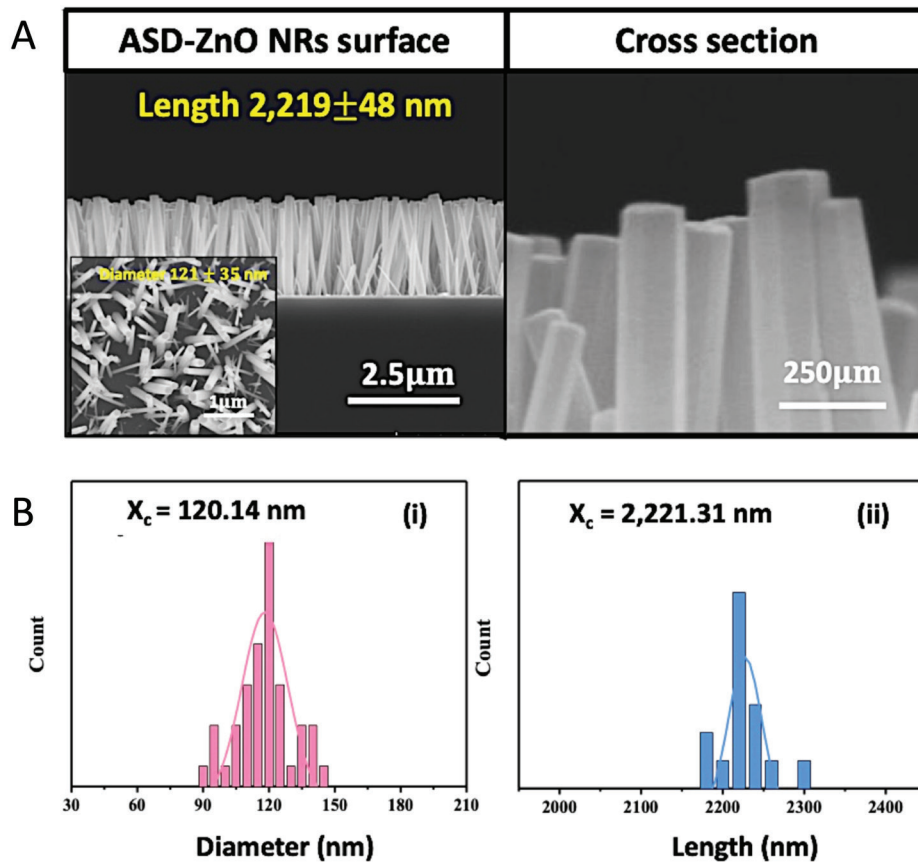 A
ASD-ZnO NRs surface
Cross section
Length 2,219±48 nm
Diameter 121 ± 35 nm
1μm
2.5μm
250μm
B
Xc = 120.14 nm
(i)
Count
30 60 90 120 150 180 210
Diameter (nm)
Xc = 2,221.31 nm
(ii)
Count
2000 2100 2200 2300 2400
Length (nm)